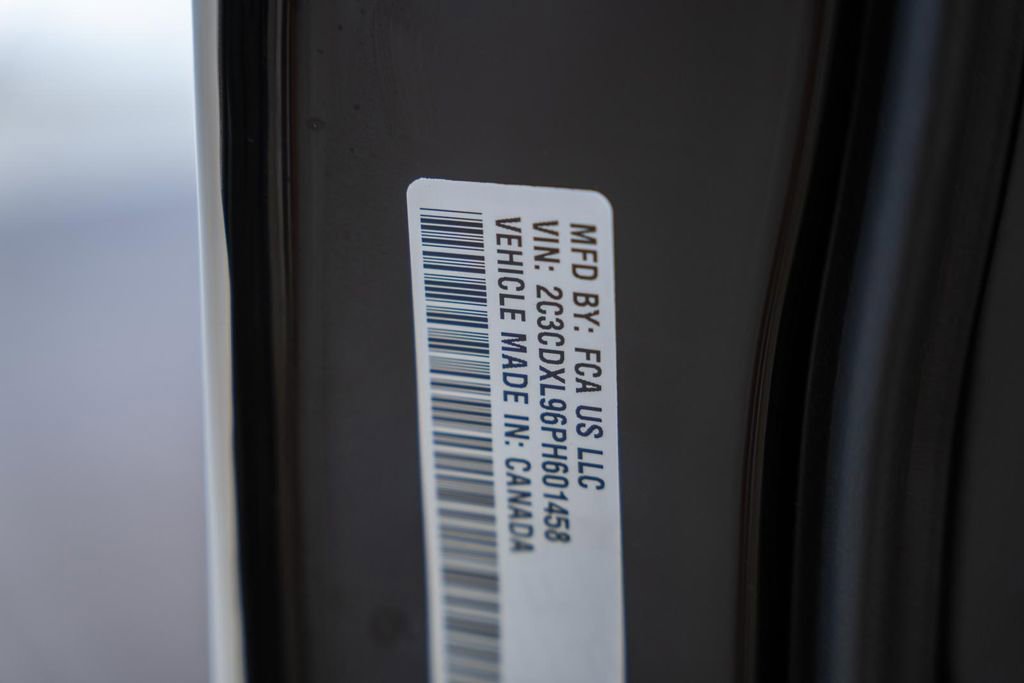 MFD BY: FCA US LLC
VIN: 2C3CDXL96PH601458
VEHICLE MADE IN: CANADA